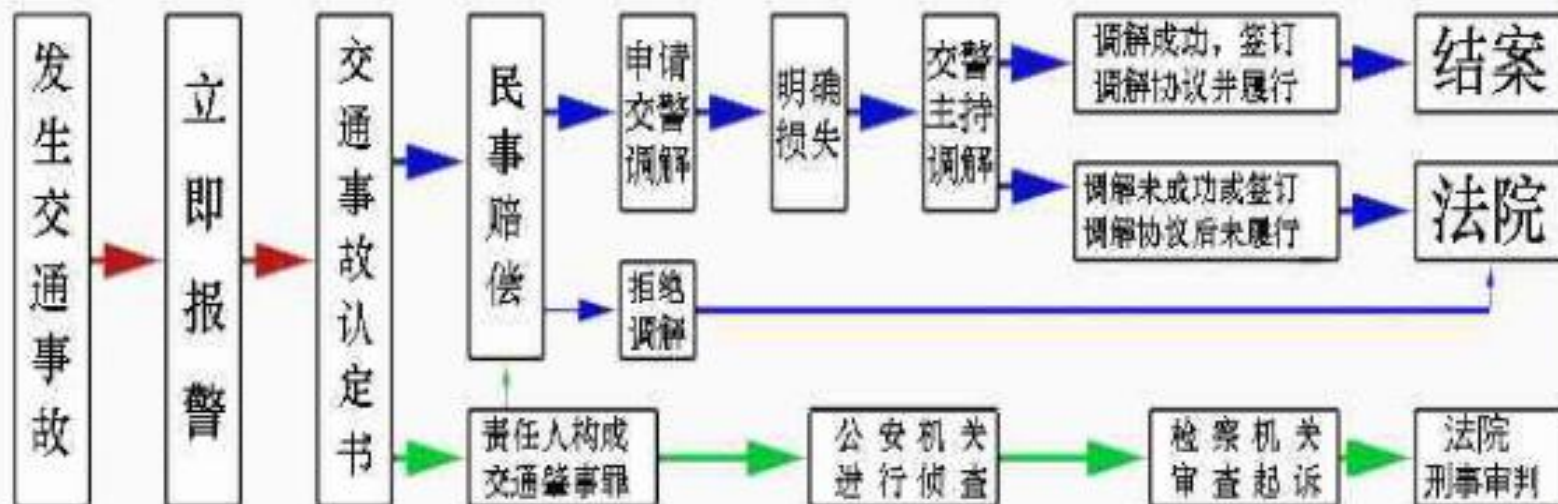 发生交通事故
立即报警
交通事故认定书
民事赔偿
申请
交警
调解
明确
损失
交警
主持
调解
调解成功，签订
调解协议并履行
结案
调解未成功或签订
调解协议后未履行
法院
拒绝
调解
责任人构成
交通肇事罪
公安机关
进行侦查
检察机关
审查起诉
法院
刑事审判